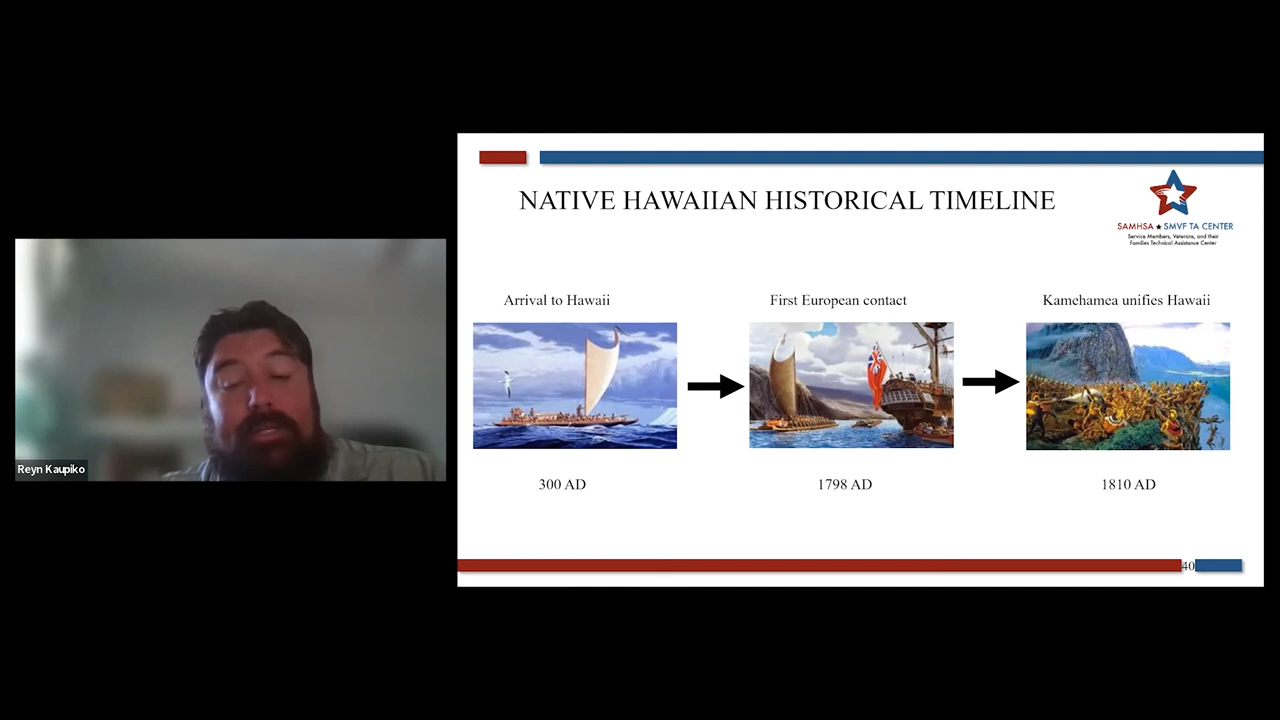 NATIVE HAWAIIAN HISTORICAL TIMELINE
SAMHSA ★ SMVF TA CENTER
Service Members, Veterans, and their
Families Technical Assistance Center
Arrival to Hawaii
First European contact
Kamehamea unifies Hawaii
300 AD
1798 AD
1810 AD
Reyn Kaupiko
40